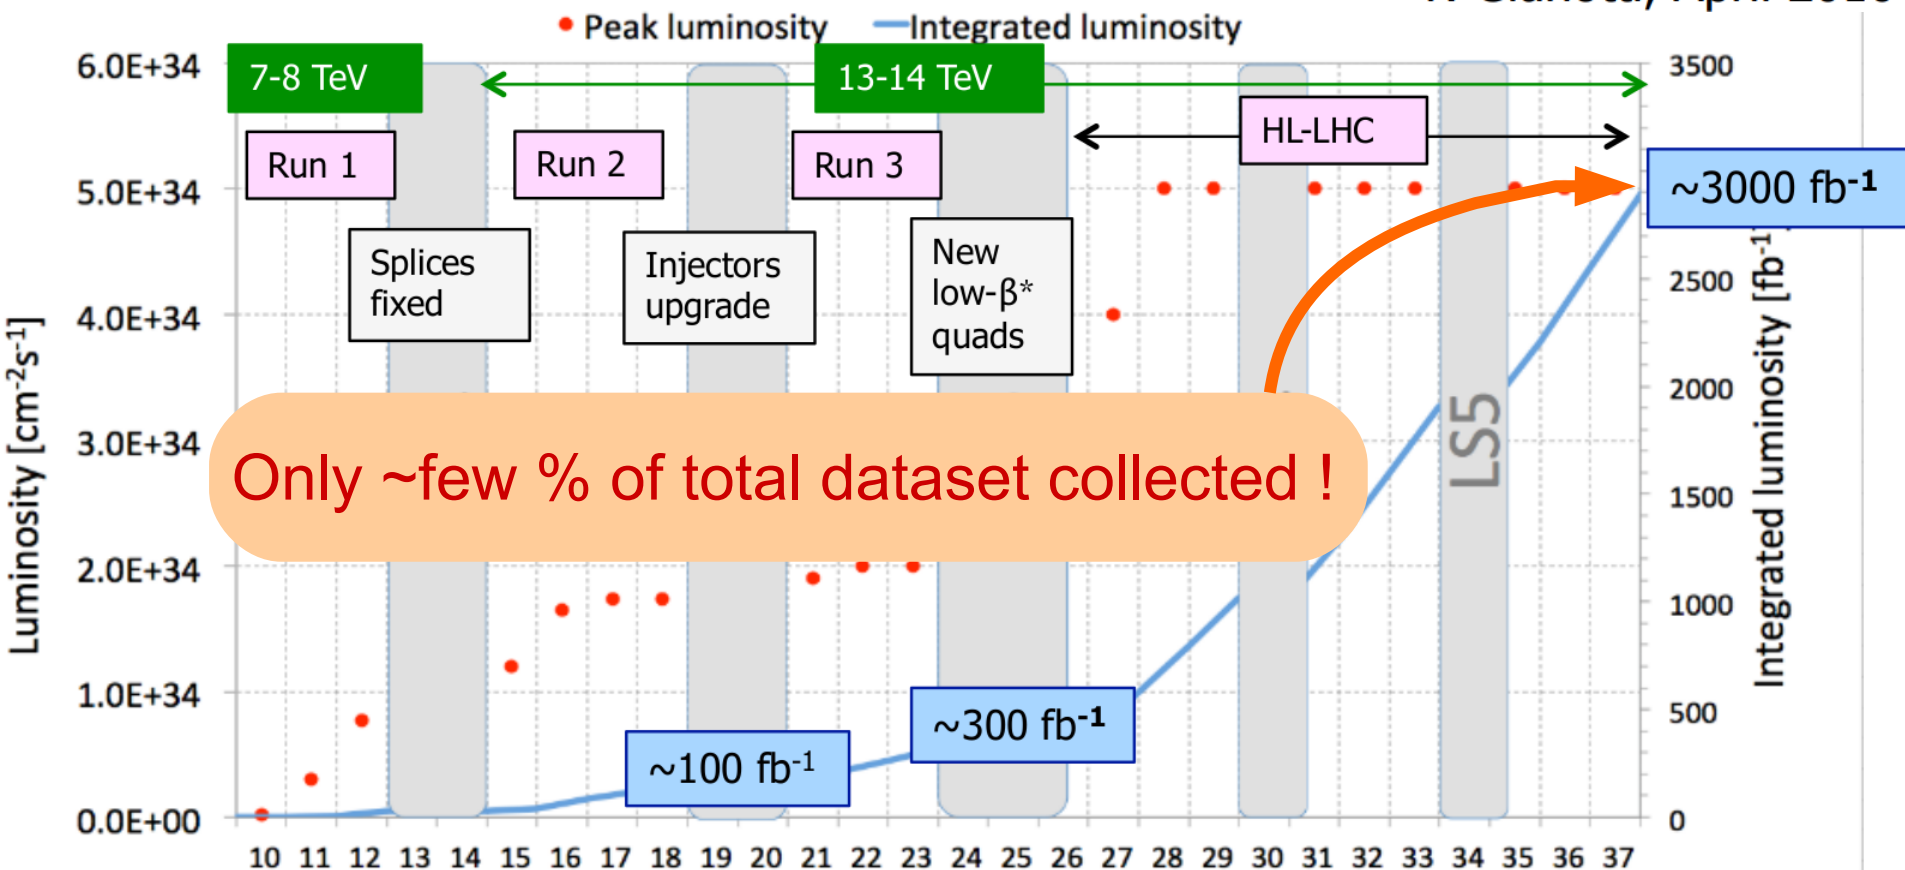 Peak luminosity
Integrated luminosity
6.0E+34
5.0E+34
4.0E+34
3.0E+34
2.0E+34
1.0E+34
0.0E+00
Luminosity [cm⁻²s⁻¹]
7-8 TeV
13-14 TeV
Run 1
Run 2
Run 3
HL-LHC
Splices
fixed
Injectors
upgrade
New
low-β*
quads
~3000 fb⁻¹
Only ~few % of total dataset collected !
LS5
~100 fb⁻¹
~300 fb⁻¹
3500
2500
2000
1500
1000
500
0
Integrated luminosity [fb⁻¹]
10 11 12 13 14 15 16 17 18 19 20 21 22 23 24 25 26 27 28 29 30 31 32 33 34 35 36 37